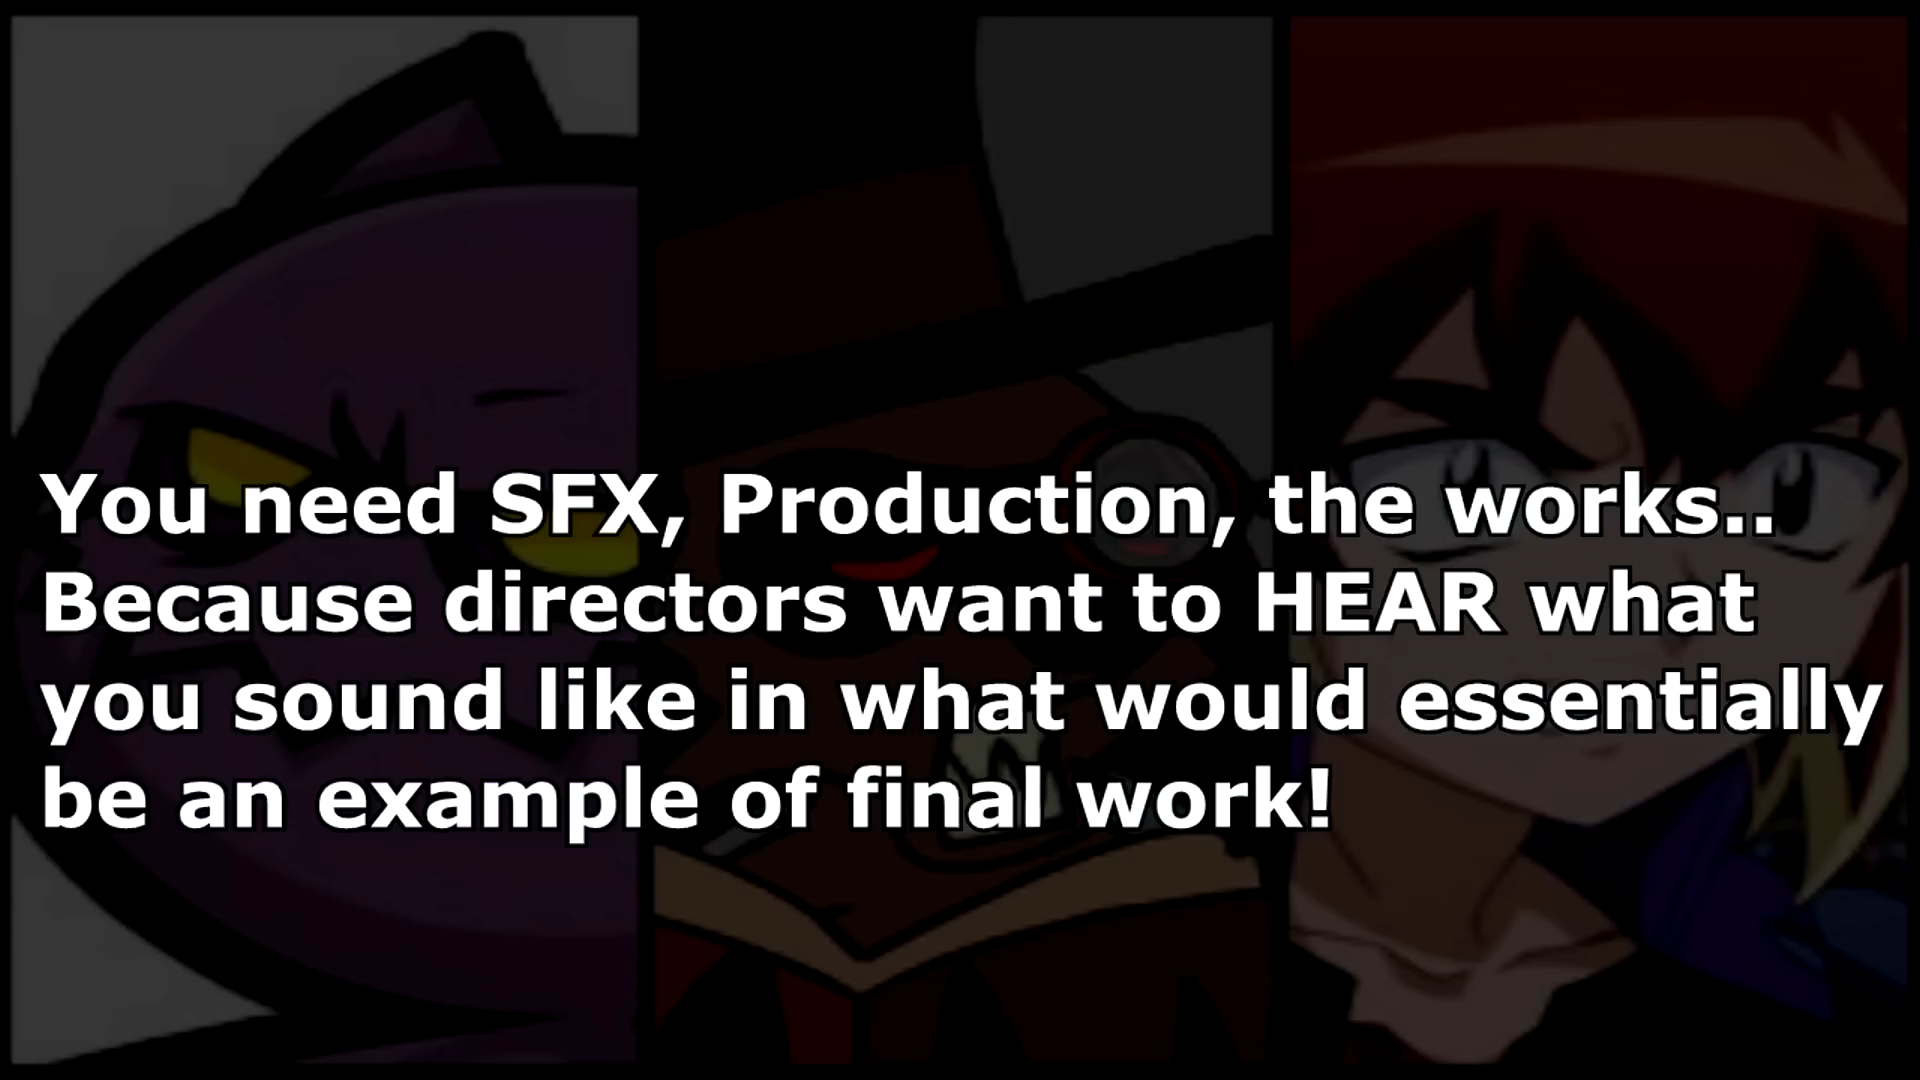 You need SFX, Production, the works..
Because directors want to HEAR what
you sound like in what would essentially
be an example of final work!